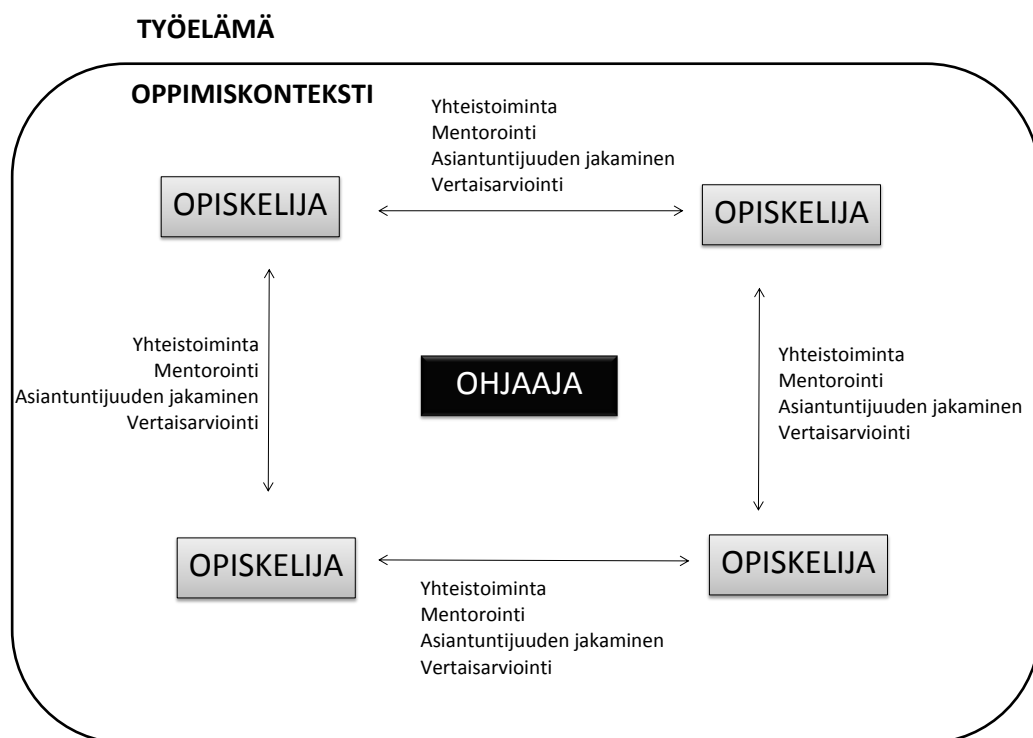 TYÖELÄMÄ
OPPIMISKONTEKSTI
Yhteistoiminta
Mentorointi
Asiantuntijuuden jakaminen
Vertaisarviointi
OPISKELIJA
OPISKELIJA
Yhteistoiminta
Mentorointi
Asiantuntijuuden jakaminen
Vertaisarviointi
OHJAAJA
Yhteistoiminta
Mentorointi
Asiantuntijuuden jakaminen
Vertaisarviointi
OPISKELIJA
OPISKELIJA
Yhteistoiminta
Mentorointi
Asiantuntijuuden jakaminen
Vertaisarviointi